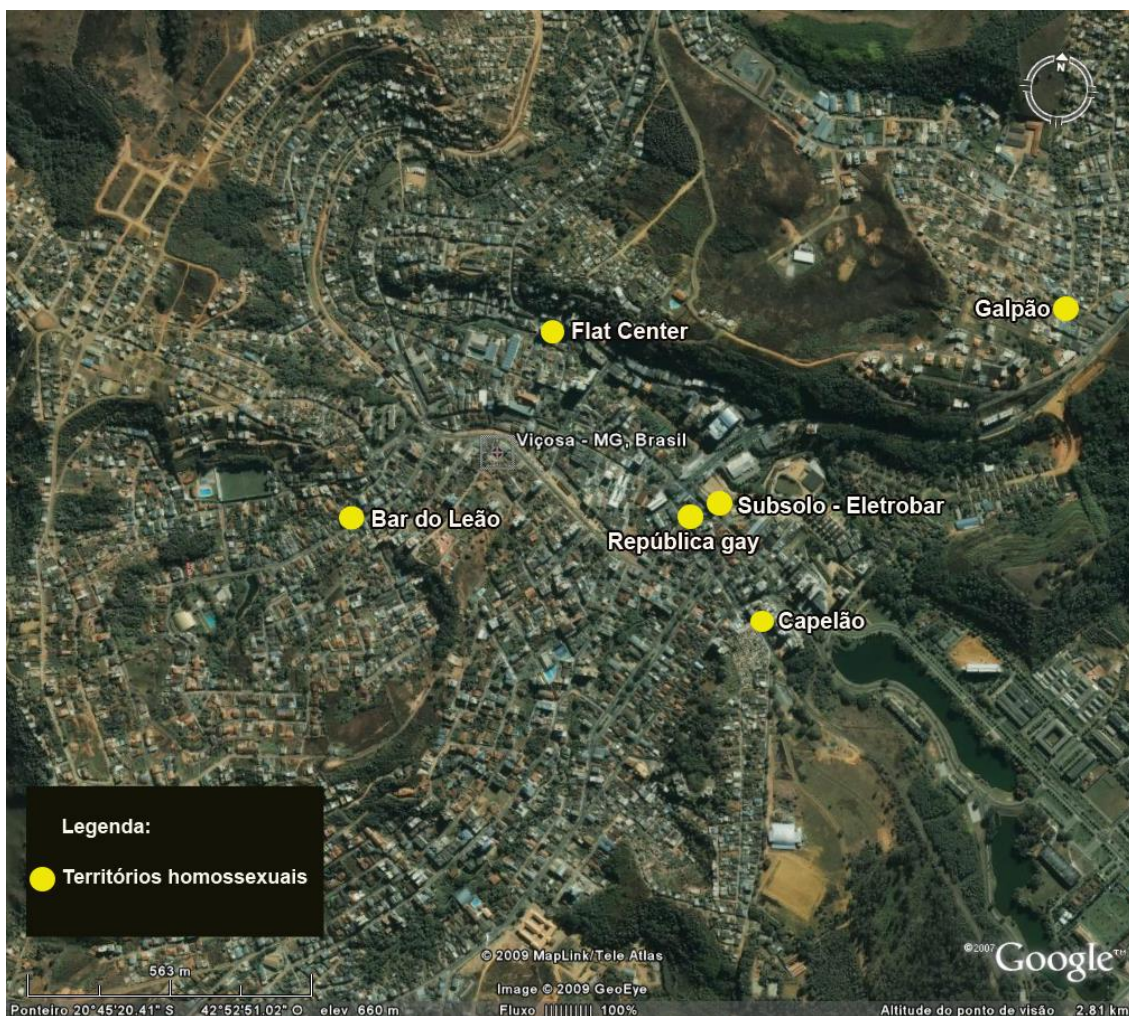 N
Galpão
Flat Center
Viçosa - MG, Brasil
Subsolo - Eletrobar
Bar do Leão
República gay
Capelão
Legenda:
Territórios homossexuais
© 2009 MapLink/Tele Atlas
©2007 Google™
563 m
Image © 2009 GeoEye
Ponteiro 20°45'20.41" S 42°52'51.02" O elev 660 m Fluxo |||||||||| 100% Altitude do ponto de visão 2.81 km